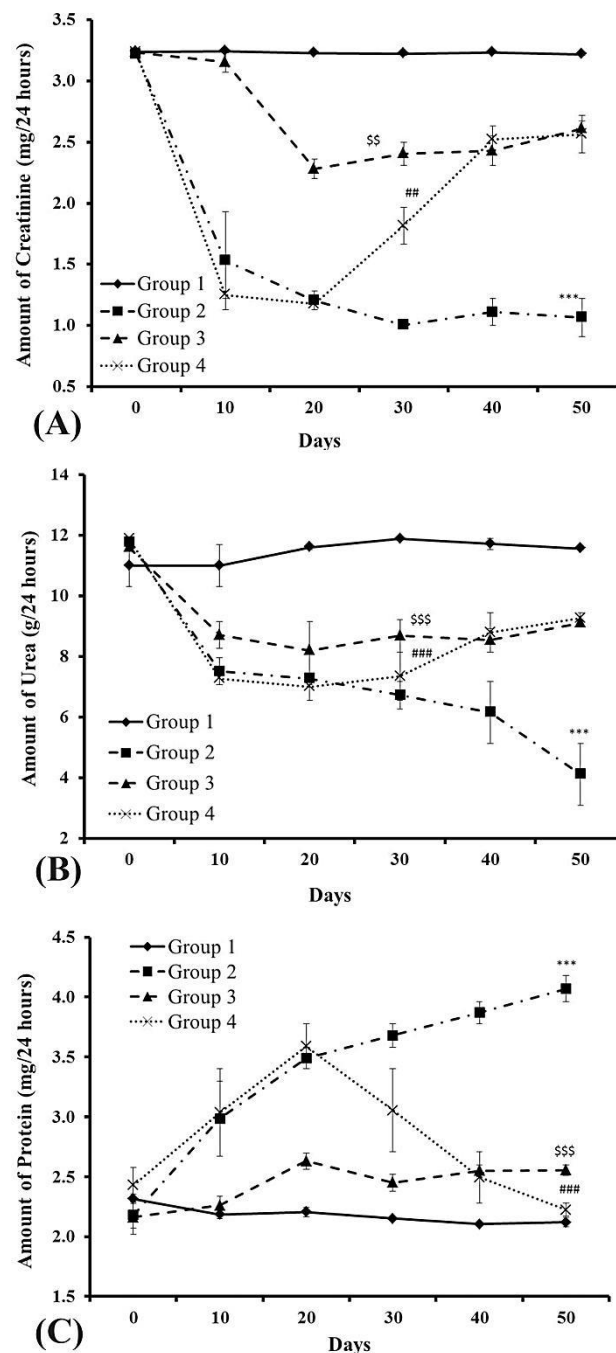 Amount of Creatinine (mg/24 hours)
3.5
3.0
2.5
2.0
1.5
1.0
0.5
$$
##
***
Group 1
Group 2
Group 3
Group 4
0 10 20 30 40 50
(A)
Days
Amount of Urea (g/24 hours)
14
12
10
8
6
4
2
$$$
###
***
Group 1
Group 2
Group 3
Group 4
0 10 20 30 40 50
(B)
Days
Amount of Protein (mg/24 hours)
4.5
4.0
3.5
3.0
2.5
2.0
1.5
Group 1
Group 2
Group 3
Group 4
***
$$$
###
0 10 20 30 40 50
(C)
Days